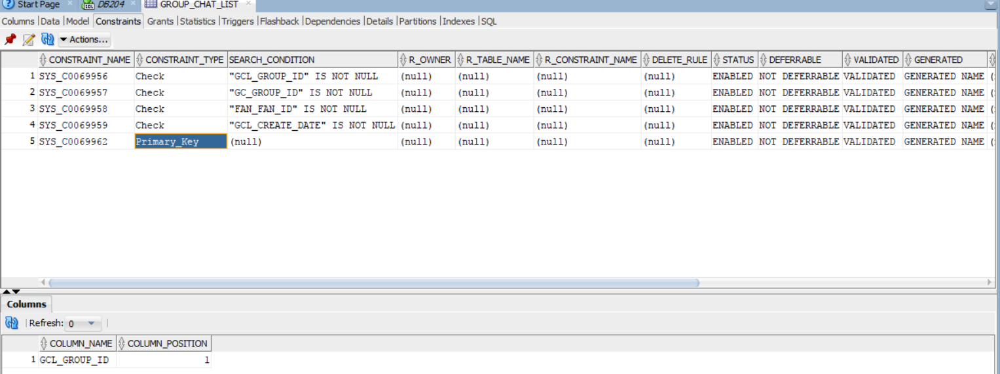 Start Page DB204 GROUP_CHAT_LIST
Columns |Data |Model |Constraints| Grants |Statistics |Triggers |Flashback |Dependencies |Details |Partitions |Indexes |SQL
Actions...
CONSTRAINT_NAME CONSTRAINT_TYPE SEARCH_CONDITION R_OWNER R_TABLE_NAME R_CONSTRAINT_NAME DELETE_RULE STATUS DEFERRABLE VALIDATED GENERATED
1 SYS_C0069956 Check "GCL_GROUP_ID" IS NOT NULL (null) (null) (null) (null) ENABLED NOT DEFERRABLE VALIDATED GENERATED NAME (
2 SYS_C0069957 Check "GC_GROUP_ID" IS NOT NULL (null) (null) (null) (null) ENABLED NOT DEFERRABLE VALIDATED GENERATED NAME (
3 SYS_C0069958 Check "FAN_FAN_ID" IS NOT NULL (null) (null) (null) (null) ENABLED NOT DEFERRABLE VALIDATED GENERATED NAME (
4 SYS_C0069959 Check "GCL_CREATE_DATE" IS NOT NULL (null) (null) (null) (null) ENABLED NOT DEFERRABLE VALIDATED GENERATED NAME (
5 SYS_C0069962 Primary_Key (null) (null) (null) (null) (null) ENABLED NOT DEFERRABLE VALIDATED GENERATED NAME (
Columns
Refresh: 0
COLUMN_NAME COLUMN_POSITION
1 GCL_GROUP_ID 1